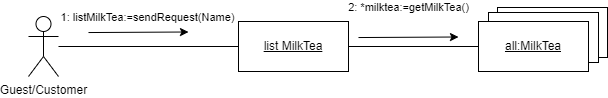 1: listMilkTea:=sendRequest(Name)
2: *milktea:=getMilkTea()
list MilkTea
all:MilkTea
Guest/Customer